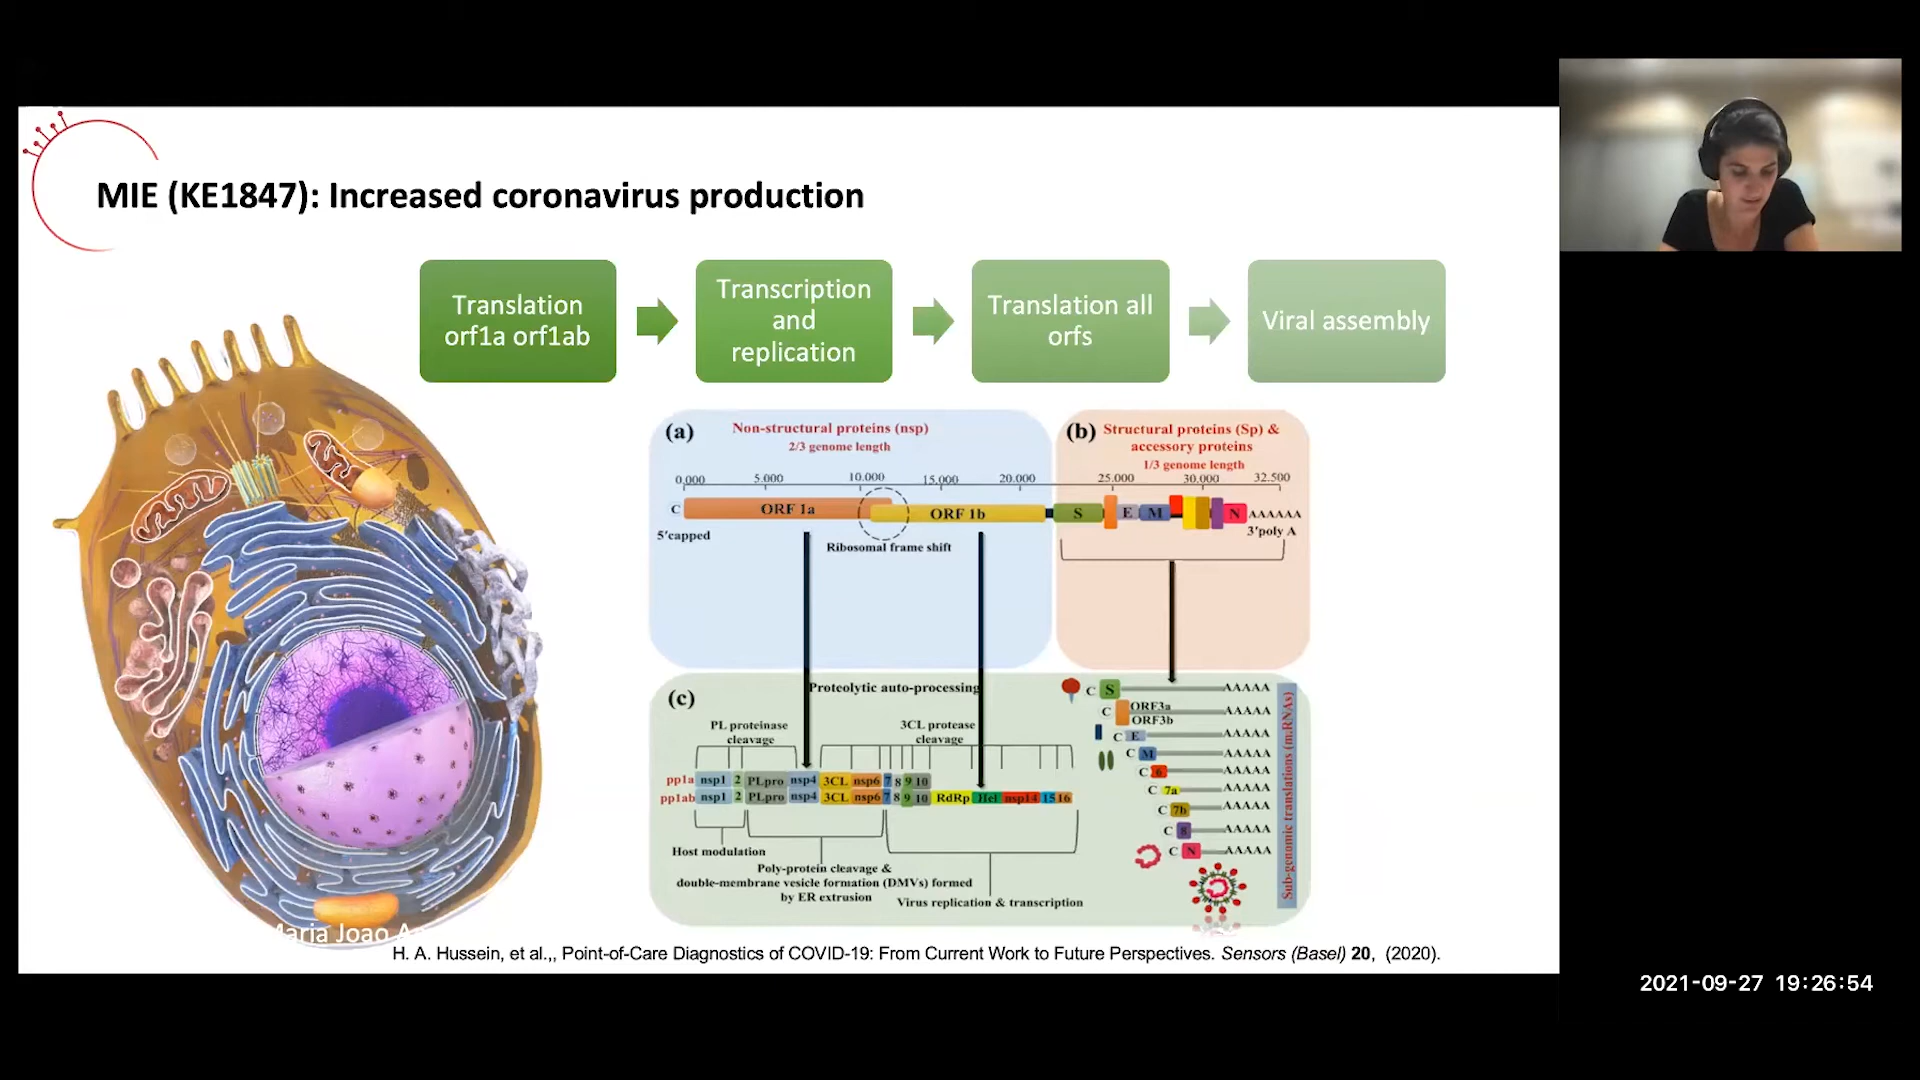 MIE (KE1847): Increased coronavirus production
Translation
orf1a orf1ab
Transcription
and
replication
Translation all
orfs
Viral assembly
(a)
Non-structural proteins (nsp)
2/3 genome length
0.000 5.000 10.000 15.000 20.000
C ORF 1a ORF 1b
5'capped
Ribosomal frame shift
(b) Structural proteins (Sp) &
accessory proteins
1/3 genome length
25.000 30.000 32.500
S E M N AAAAAA
3'poly A
(c)
Proteolytic auto-processing
PL proteinase
cleavage
3CL protease
cleavage
pp1a nsp1 2 PLpro nsp4 3CL nsp6 7 8 9 10
pp1ab nsp1 2 PLpro nsp4 3CL nsp6 7 8 9 10 RdRp Hel nsp14 15 16
Host modulation
Poly-protein cleavage &
double-membrane vesicle formation (DMVs) formed
by ER extrusion
Virus replication & transcription
C S AAAAA
C ORF3a AAAAA
ORF3b
C E AAAAA
C M AAAAA
C 6 AAAAA
C 7a AAAAA
C 7b AAAAA
C 8 AAAAA
C N AAAAA
Sub-genomic translations (mRNAs)
Maria Joao
H. A. Hussein, et al.,, Point-of-Care Diagnostics of COVID-19: From Current Work to Future Perspectives. Sensors (Basel) 20, (2020).
2021-09-27 19:26:54